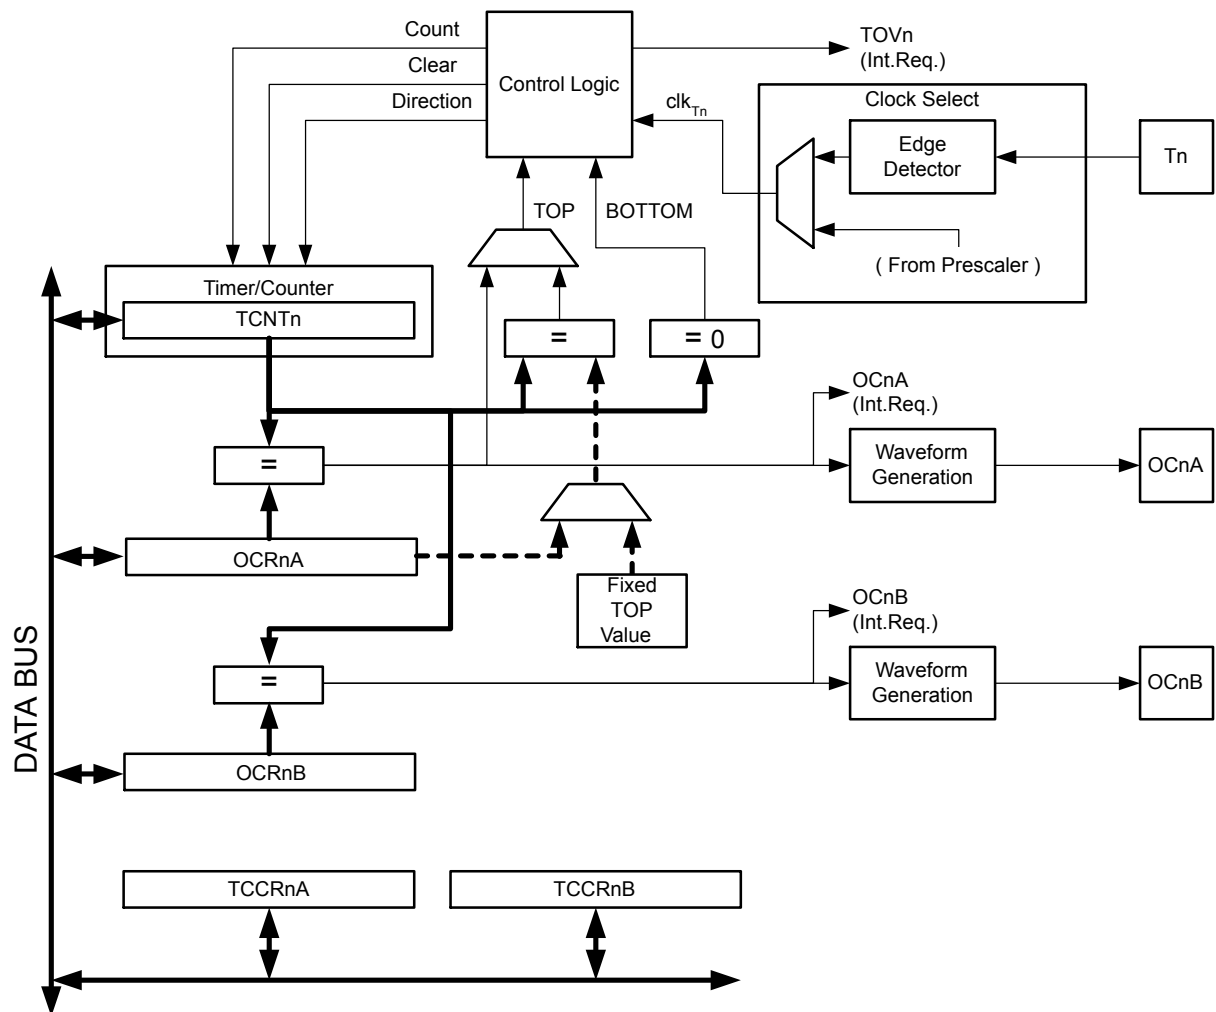 Count
Clear
Direction
Control Logic
TOVn
(Int.Req.)
clkTn
Clock Select
Edge
Detector
Tn
( From Prescaler )
TOP
BOTTOM
Timer/Counter
TCNTn
=
= 0
OCnA
(Int.Req.)
=
Waveform
Generation
OCnA
OCRnA
Fixed
TOP
Value
OCnB
(Int.Req.)
=
Waveform
Generation
OCnB
OCRnB
DATA BUS
TCCRnA
TCCRnB